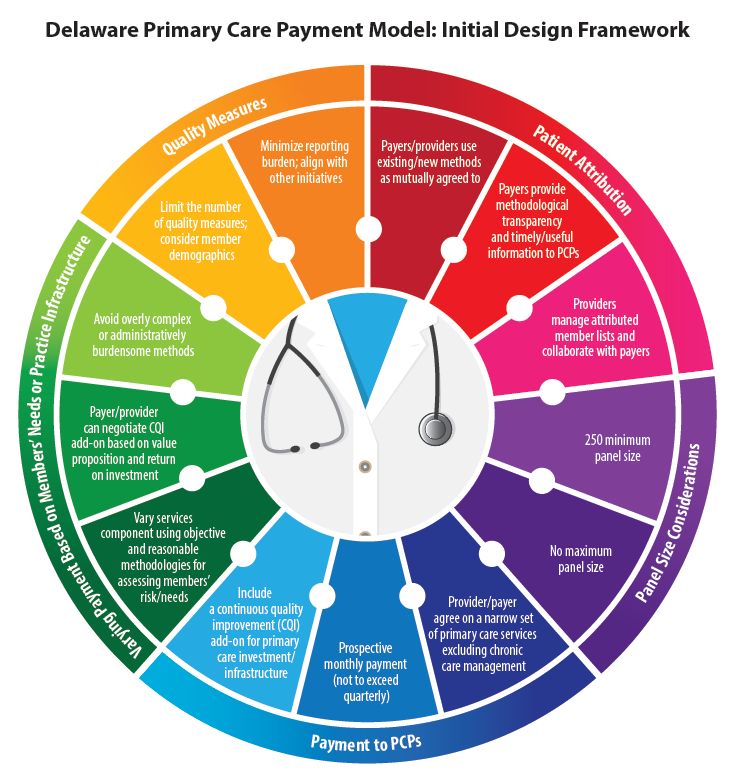 Delaware Primary Care Payment Model: Initial Design Framework
Quality Measures
Minimize reporting
burden; align with
other initiatives
Limit the number
of quality measures;
consider member
demographics
Patient Attribution
Payers/providers use
existing/new methods
as mutually agreed to
Payers provide
methodological
transparency
and timely/useful
information to PCPs
Providers
manage attributed
member lists and
collaborate with payers
Panel Size Considerations
250 minimum
panel size
No maximum
panel size
Payment to PCPs
Provider/payer
agree on a narrow set
of primary care services
excluding chronic
care management
Prospective
monthly payment
(not to exceed
quarterly)
Include
a continuous quality
improvement (CQI)
add-on for primary
care investment/
infrastructure
Varying Payment Based on Members' Needs or Practice Infrastructure
Vary services
component using objective
and reasonable
methodologies for
assessing members'
risk/needs
Payer/provider
can negotiate CQI
add-on based on value
proposition and return
on investment
Avoid overly complex
or administratively
burdensome methods